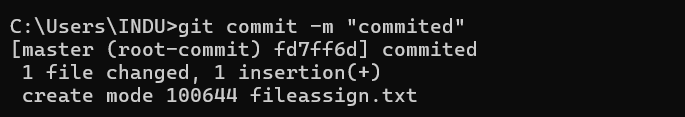 C:\Users\INDU>git commit -m "commited"
[master (root-commit) fd7ff6d] commited
 1 file changed, 1 insertion(+)
 create mode 100644 fileassign.txt